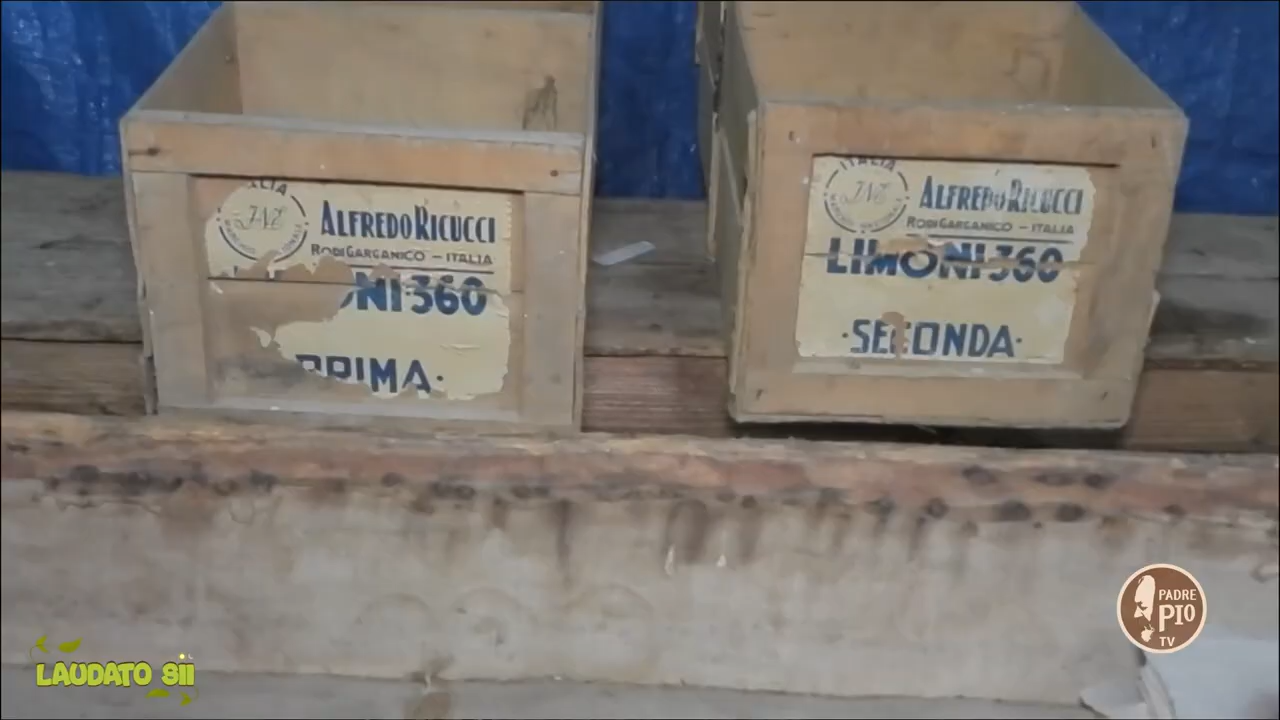 ALFREDO RICUCCI
RODI GARGANICO - ITALIA
NI·360
PRIMA·
ITALIA
ALFREDO RICUCCI
RODI GARGANICO - ITALIA
LIMONI·360
·SECONDA·
LAUDATO SII
PADRE
PIO
TV